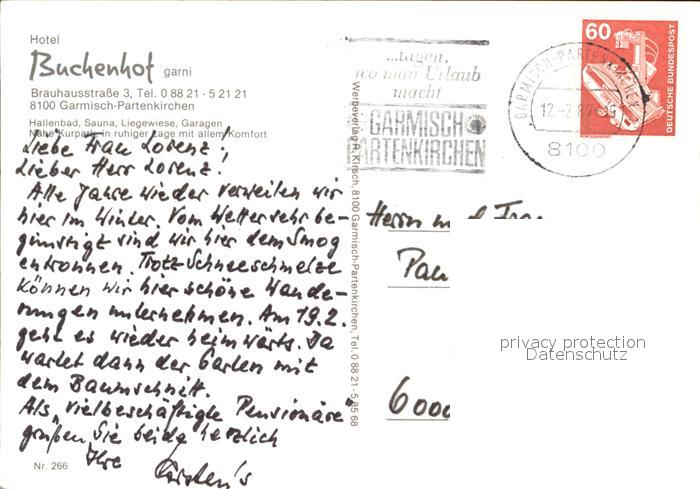 Hotel
Buchenhof garni
Brauhausstraße 3, Tel. 0 88 21 - 5 21 21
8100 Garmisch-Partenkirchen
Hallenbad, Sauna, Liegewiese, Garagen
Nähe Kurpark, in ruhiger Lage mit allem Komfort
Liebe Frau Lorenz!
Lieber Herr Lorenz!
Alle Jahre wieder verweilen wir
hier im Winter. Vom Wetter sehr be-
günstigt sind wir hier dem Smog
entronnen. Trotz Schneeschmelze
können wir hier schöne Wande-
rungen unternehmen. Am 19.2.
geht es wieder heimwärts. Da
wartet dann der Garten mit
dem Baumschnitt.
Als „vielbeschäftigte Pensionäre"
grüßen Sie beide herzlich
Ihre
Nr. 266
Werbeverlag R. Kirsch, 8100 Garmisch-Partenkirchen, Tel. 0 88 21 - 5 85 68
...tagen,
wo man Urlaub
macht
GARMISCH
PARTENKIRCHEN
GARMISCH-PARTENKIRCHEN
12.-2.87
8100
60
DEUTSCHE BUNDESPOST
Herrn
6000
privacy protection
Datenschutz